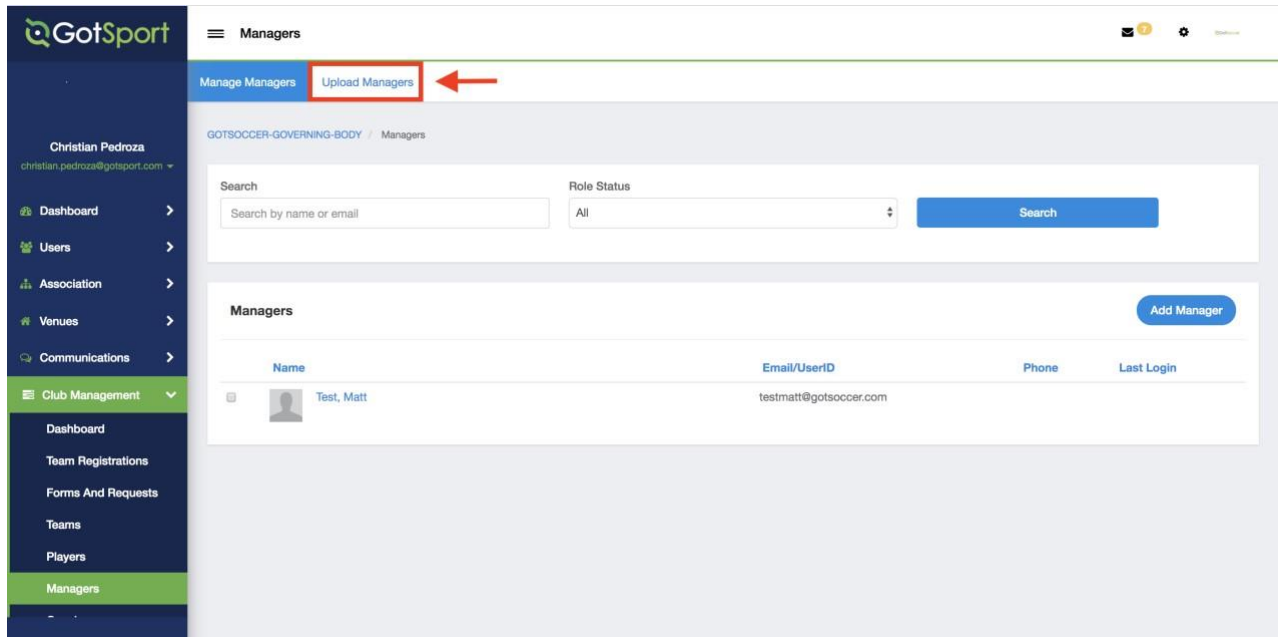 GotSport
Managers
7
Manage Managers
Upload Managers
Christian Pedroza
christian.pedroza@gotsport.com
GOTSOCCER-GOVERNING-BODY / Managers
Search
Role Status
Search by name or email
All
Search
Dashboard
Users
Association
Venues
Communications
Club Management
Dashboard
Team Registrations
Forms And Requests
Teams
Players
Managers
Managers
Add Manager
Name
Email/UserID
Phone
Last Login
Test, Matt
testmatt@gotsoccer.com